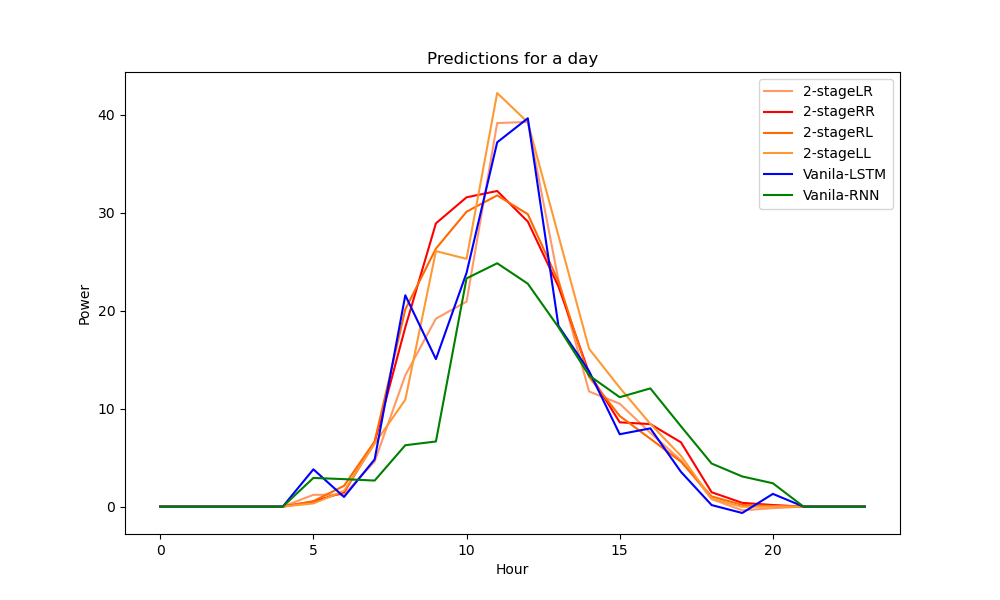 Predictions for a day
2-stageLR
2-stageRR
2-stageRL
2-stageLL
Vanila-LSTM
Vanila-RNN
Power
40
30
20
10
0
0 5 10 15 20
Hour